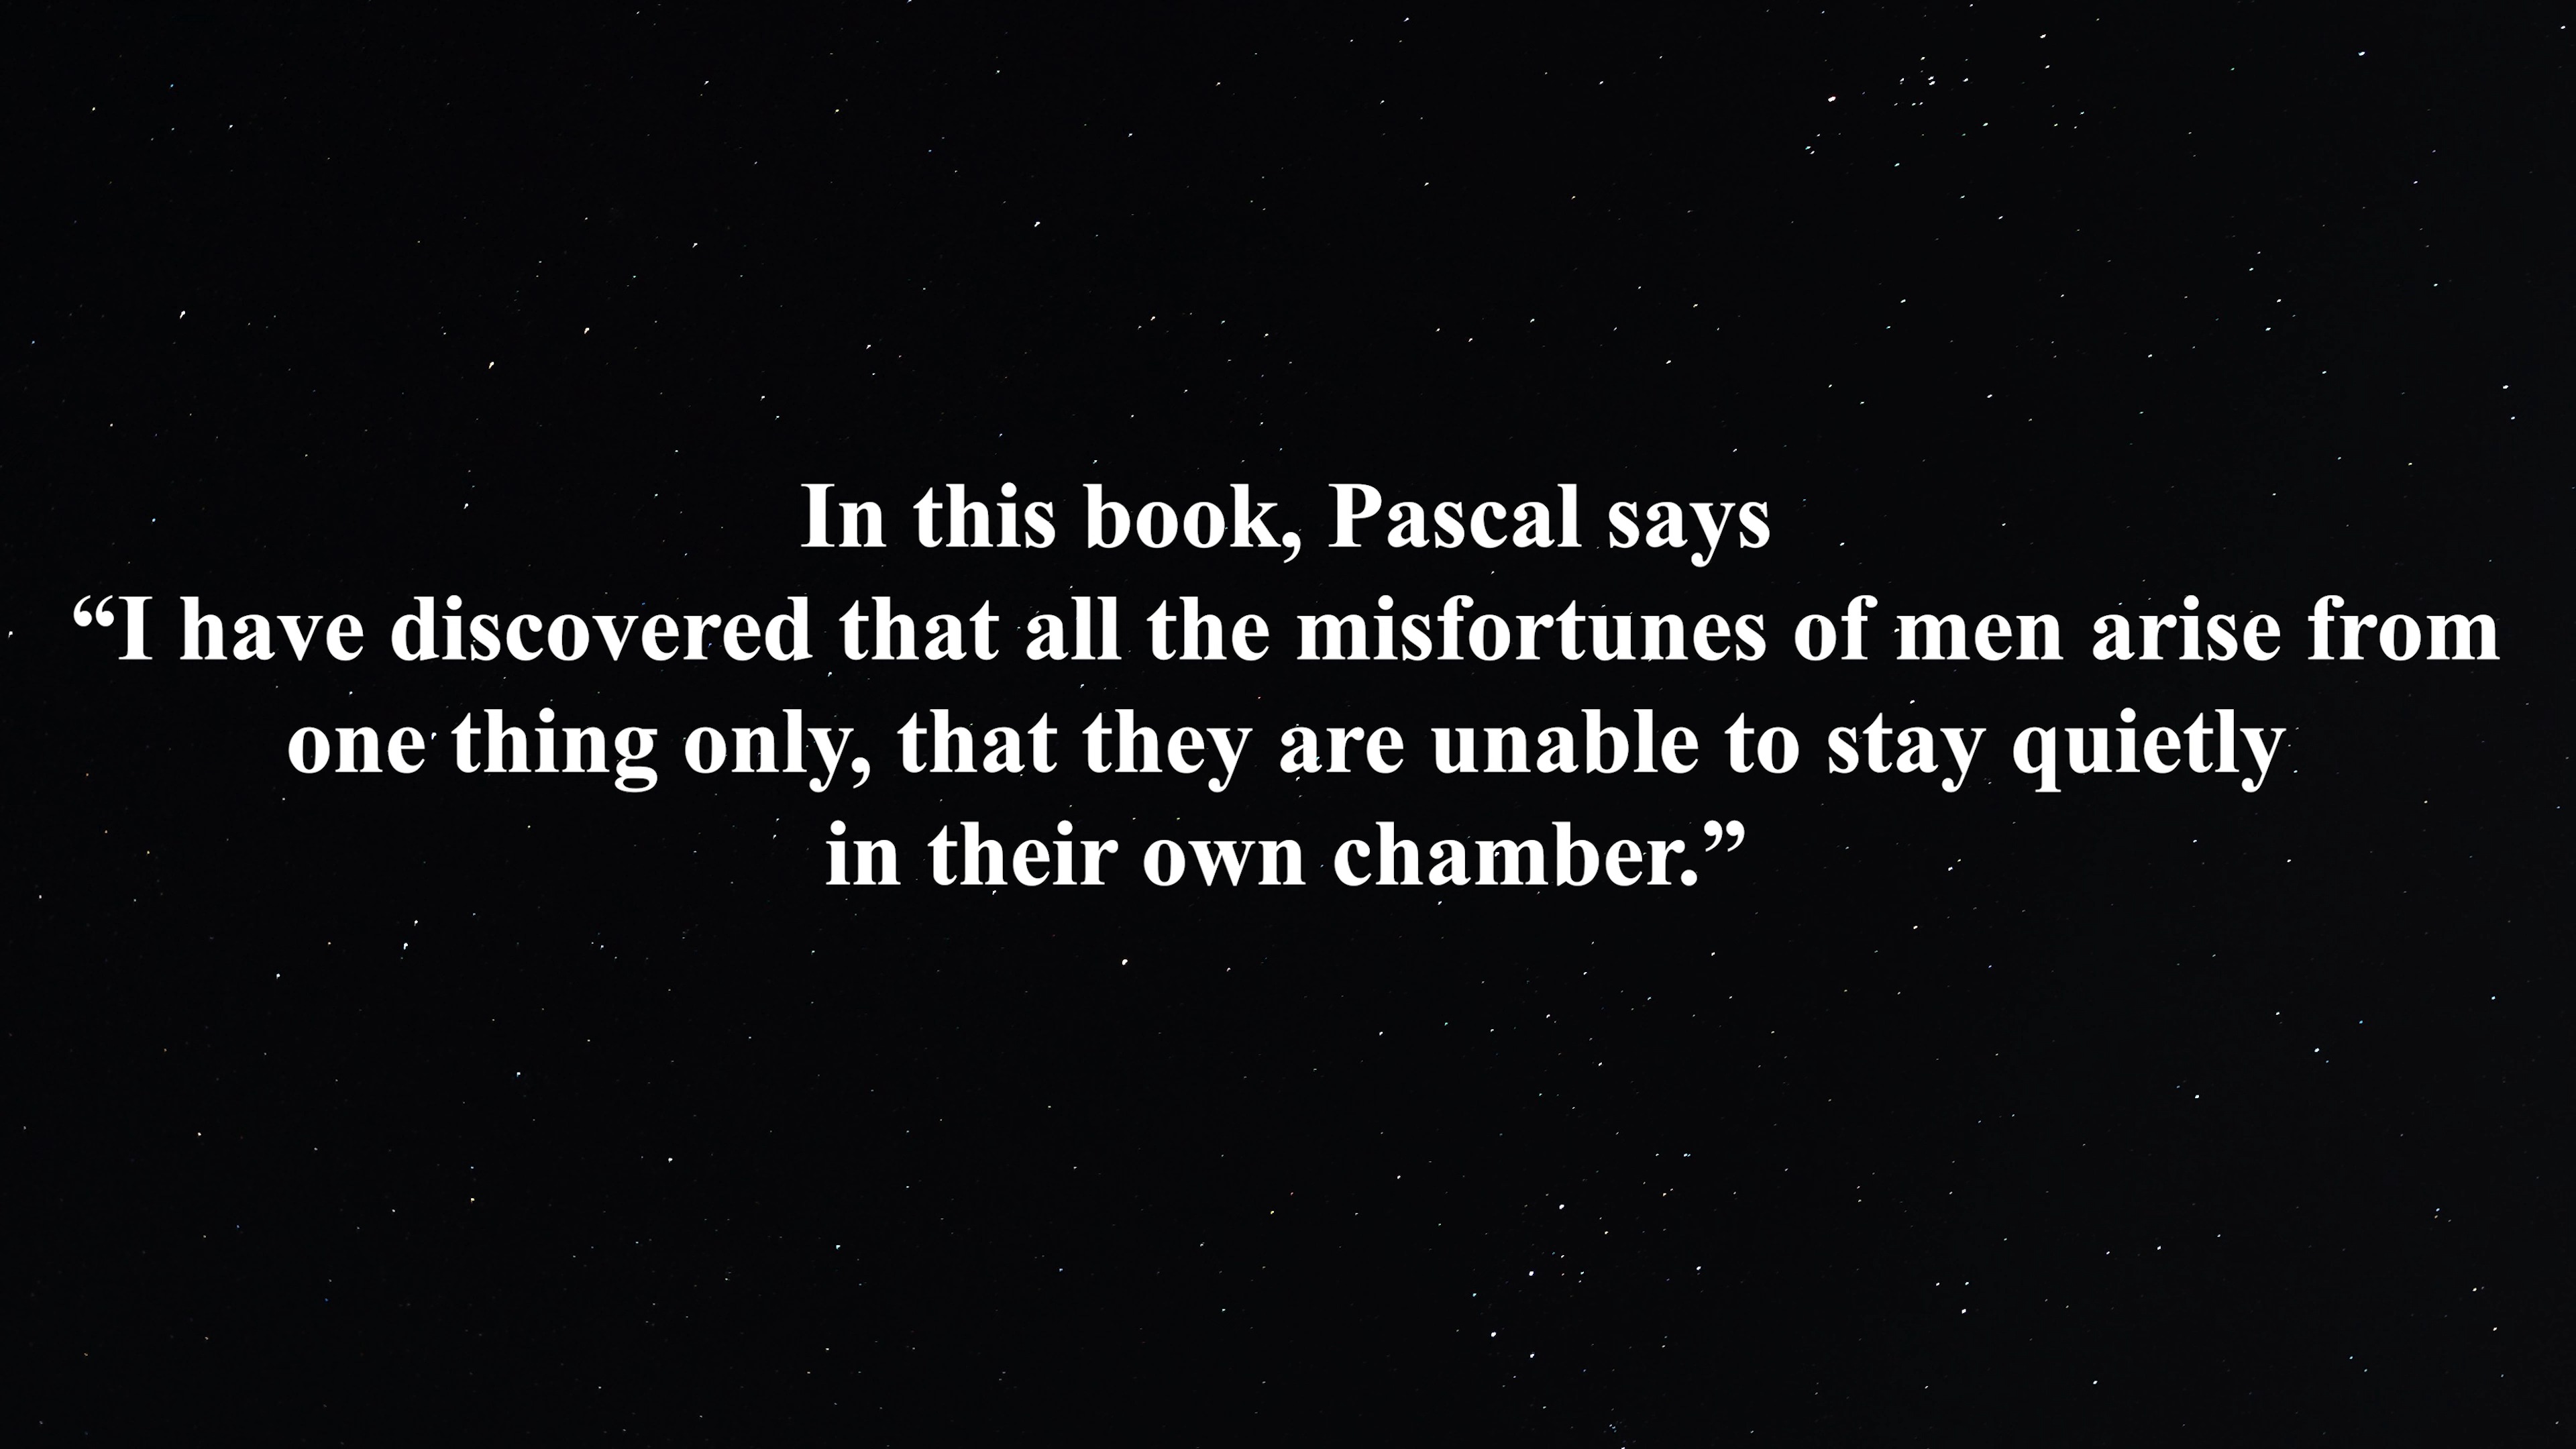 In this book, Pascal says
“I have discovered that all the misfortunes of men arise from
one thing only, that they are unable to stay quietly
in their own chamber.”